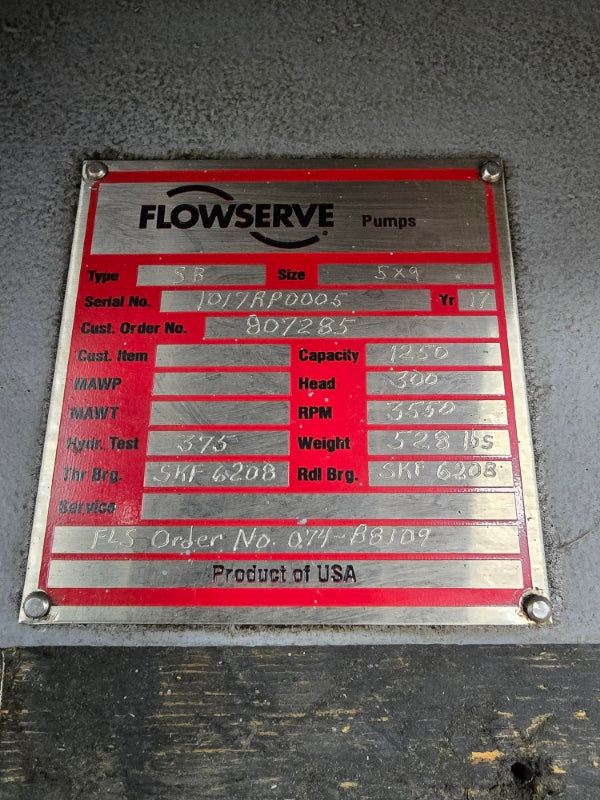 FLOWSERVE Pumps
Type SB Size 5x9
Serial No. 1017RP0005 Yr 17
Cust. Order No. 807285
Cust. Item Capacity 1250
MAWP Head 300
MAWT RPM 3550
Hydr. Test 375 Weight 528 lbs
Thr Brg. SKF 6208 Rdl Brg. SKF 6208
Service
FLS Order No. 074-B8109
Product of USA